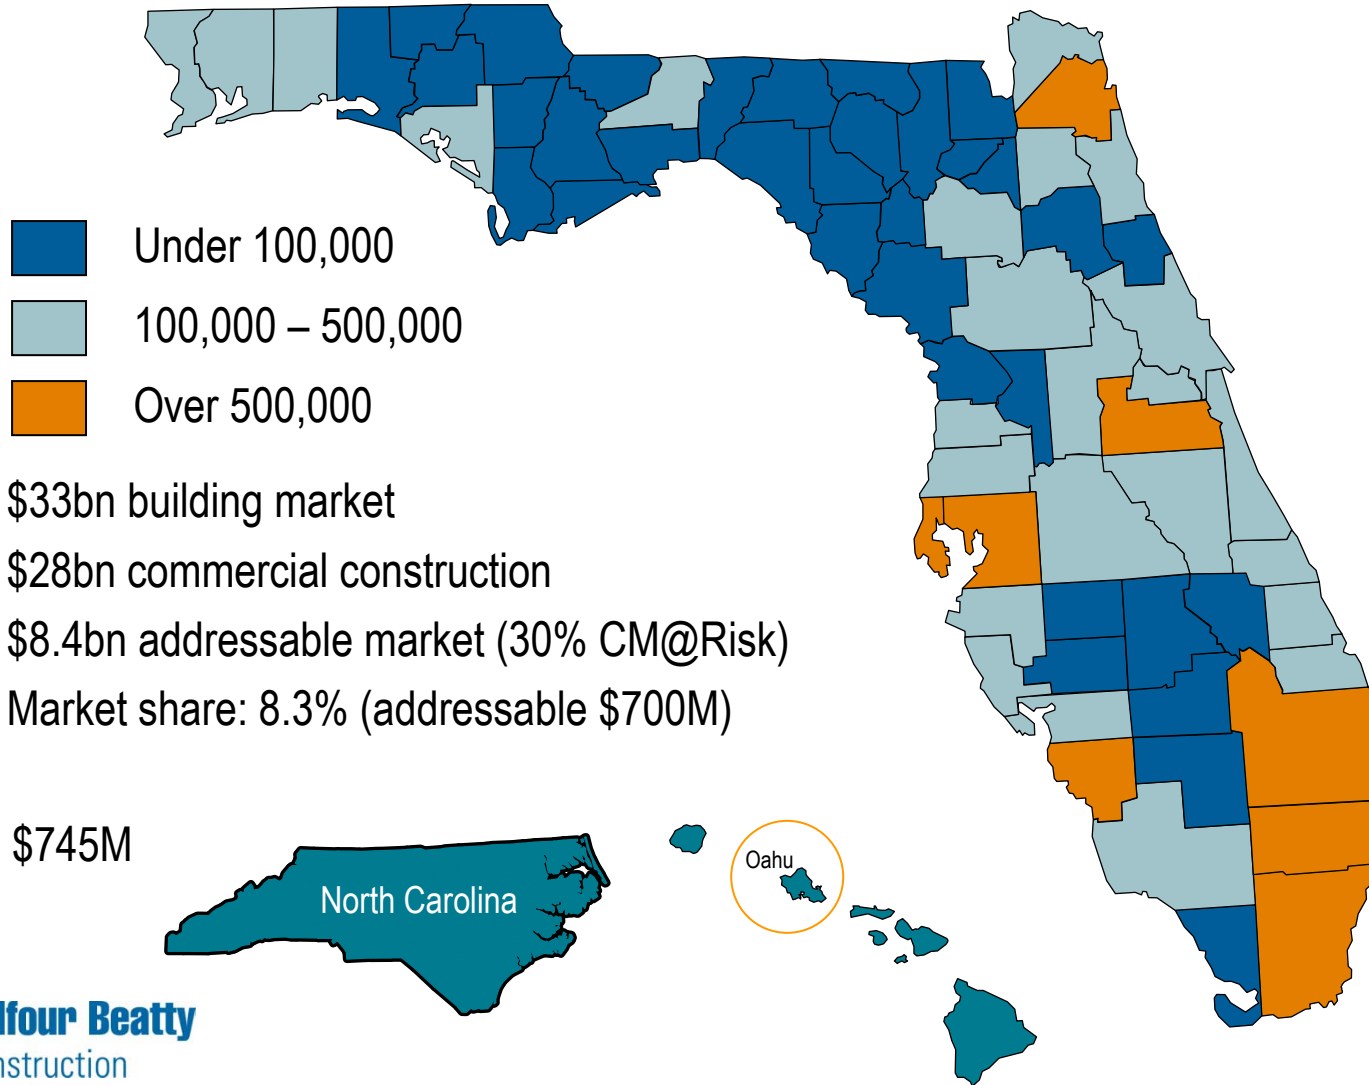 Under 100,000
100,000 – 500,000
Over 500,000
$33bn building market
$28bn commercial construction
$8.4bn addressable market (30% CM@Risk)
Market share: 8.3% (addressable $700M)
$745M
North Carolina
Oahu
lfour Beatty
nstruction